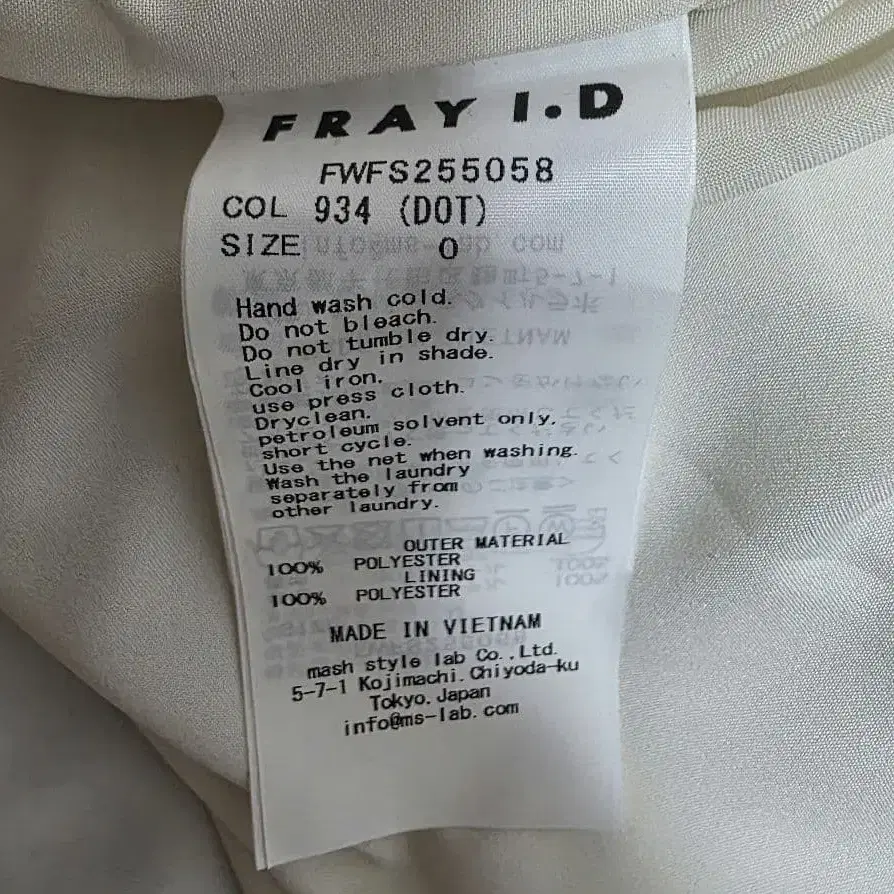 FRAY I.D
FWFS255058
COL 934 (DOT)
SIZE 0
Hand wash cold.
Do not bleach.
Do not tumble dry.
Line dry in shade.
Cool iron.
use press cloth.
Dryclean.
petroleum solvent only,
short cycle.
Use the net when washing.
Wash the laundry
separately from
other laundry.
OUTER MATERIAL
100% POLYESTER
LINING
100% POLYESTER
MADE IN VIETNAM
mash style lab Co.,Ltd.
5-7-1 Kojimachi.Chiyoda-ku
Tokyo.Japan
info@ms-lab.com